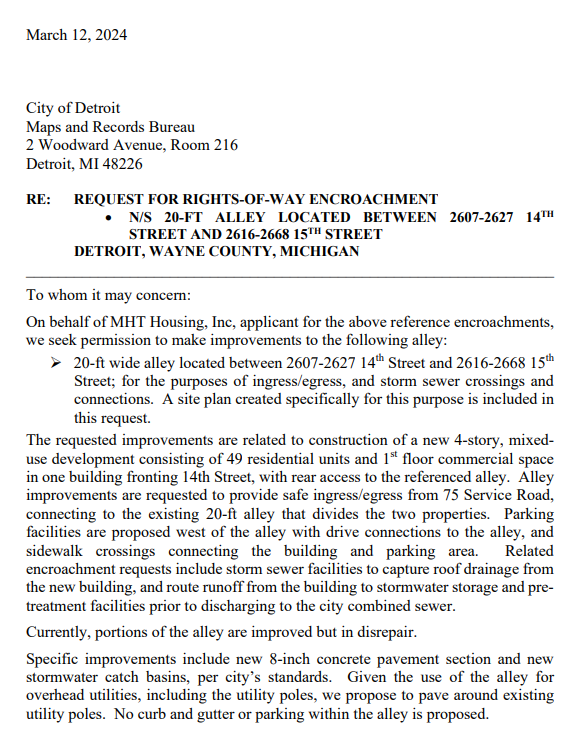 March 12, 2024
City of Detroit
Maps and Records Bureau
2 Woodward Avenue, Room 216
Detroit, MI 48226
RE: REQUEST FOR RIGHTS-OF-WAY ENCROACHMENT
• N/S 20-FT ALLEY LOCATED BETWEEN 2607-2627 14TH
STREET AND 2616-2668 15TH STREET
DETROIT, WAYNE COUNTY, MICHIGAN
To whom it may concern:
On behalf of MHT Housing, Inc, applicant for the above reference encroachments,
we seek permission to make improvements to the following alley:
➢ 20-ft wide alley located between 2607-2627 14th Street and 2616-2668 15th
Street; for the purposes of ingress/egress, and storm sewer crossings and
connections. A site plan created specifically for this purpose is included in
this request.
The requested improvements are related to construction of a new 4-story, mixed-
use development consisting of 49 residential units and 1st floor commercial space
in one building fronting 14th Street, with rear access to the referenced alley. Alley
improvements are requested to provide safe ingress/egress from 75 Service Road,
connecting to the existing 20-ft alley that divides the two properties. Parking
facilities are proposed west of the alley with drive connections to the alley, and
sidewalk crossings connecting the building and parking area. Related
encroachment requests include storm sewer facilities to capture roof drainage from
the new building, and route runoff from the building to stormwater storage and pre-
treatment facilities prior to discharging to the city combined sewer.
Currently, portions of the alley are improved but in disrepair.
Specific improvements include new 8-inch concrete pavement section and new
stormwater catch basins, per city's standards. Given the use of the alley for
overhead utilities, including the utility poles, we propose to pave around existing
utility poles. No curb and gutter or parking within the alley is proposed.